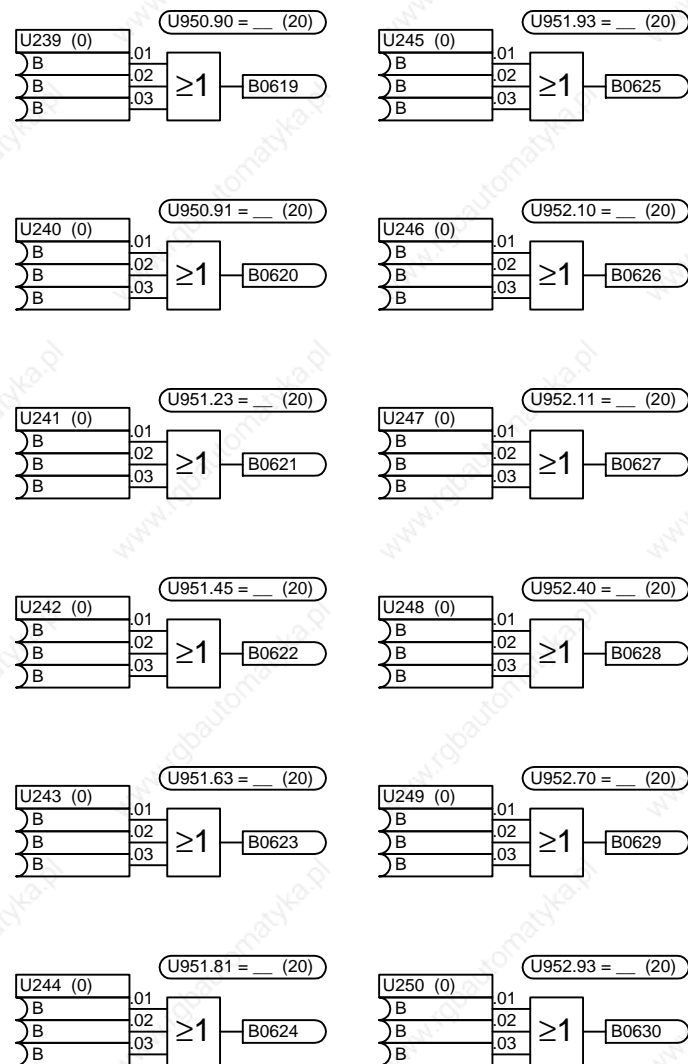 U950.90 = __ (20)
U239 (0)
B .01
B .02
B .03
≥1
B0619
U951.93 = __ (20)
U245 (0)
B .01
B .02
B .03
≥1
B0625
U950.91 = __ (20)
U240 (0)
B .01
B .02
B .03
≥1
B0620
U952.10 = __ (20)
U246 (0)
B .01
B .02
B .03
≥1
B0626
U951.23 = __ (20)
U241 (0)
B .01
B .02
B .03
≥1
B0621
U952.11 = __ (20)
U247 (0)
B .01
B .02
B .03
≥1
B0627
U951.45 = __ (20)
U242 (0)
B .01
B .02
B .03
≥1
B0622
U952.40 = __ (20)
U248 (0)
B .01
B .02
B .03
≥1
B0628
U951.63 = __ (20)
U243 (0)
B .01
B .02
B .03
≥1
B0623
U952.70 = __ (20)
U249 (0)
B .01
B .02
B .03
≥1
B0629
U951.81 = __ (20)
U244 (0)
B .01
B .02
B .03
≥1
B0624
U952.93 = __ (20)
U250 (0)
B .01
B .02
B .03
≥1
B0630
www.rgbautomatyka.pl